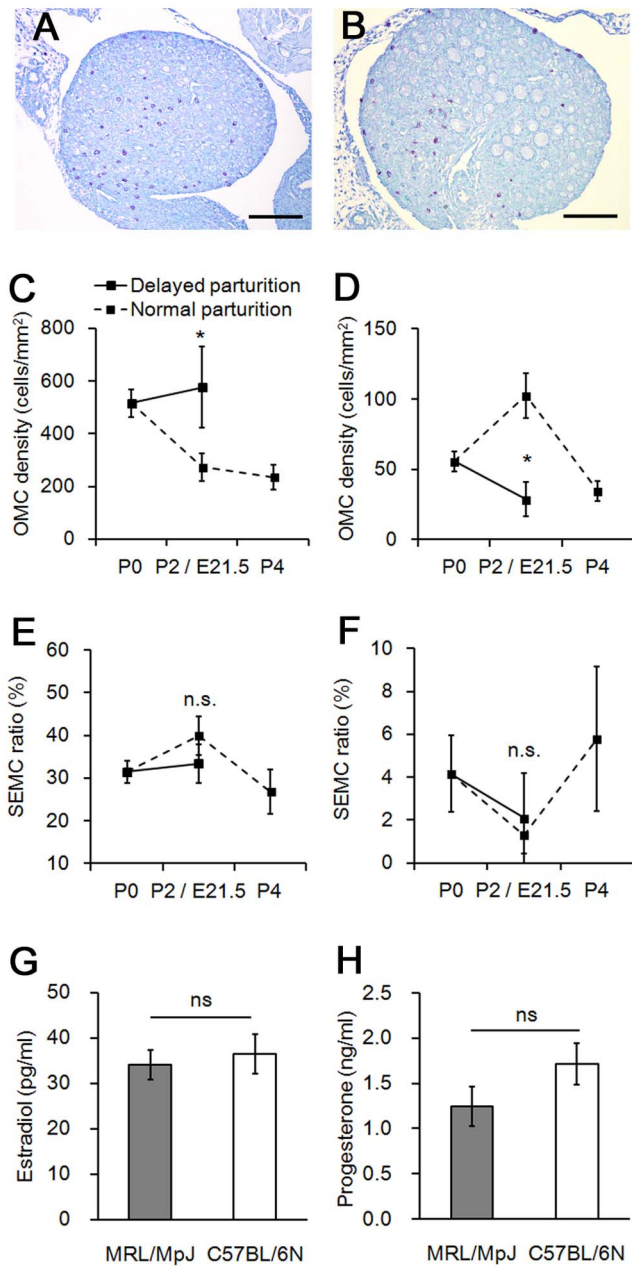 A
B
C
Delayed parturition
Normal parturition
OMC density (cells/mm²)
800
600
400
200
0
*
P0 P2 / E21.5 P4
D
OMC density (cells/mm²)
150
100
50
0
*
P0 P2 / E21.5 P4
E
SEMC ratio (%)
60
50
40
30
20
10
n.s.
P0 P2 / E21.5 P4
F
SEMC ratio (%)
10
8
6
4
2
0
n.s.
P0 P2 / E21.5 P4
G
Estradiol (pg/ml)
50
40
30
20
10
0
ns
MRL/MpJ C57BL/6N
H
Progesterone (ng/ml)
2.5
2.0
1.5
1.0
0.5
0.0
ns
MRL/MpJ C57BL/6N